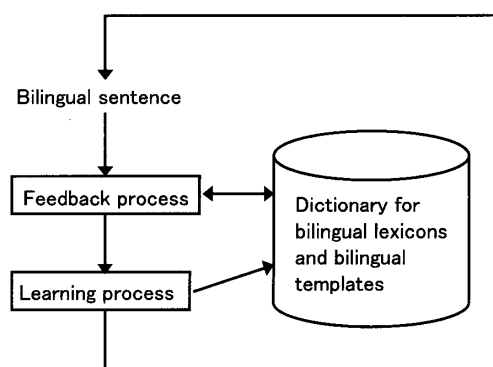 Bilingual sentence
Feedback process
Learning process
Dictionary for
bilingual lexicons
and bilingual
templates